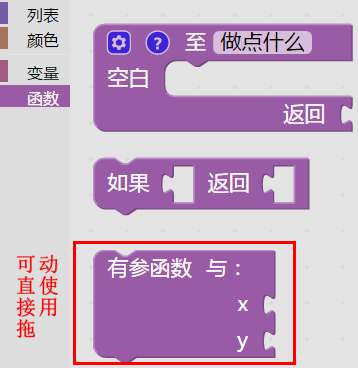 列表
颜色
变量
函数
? 至 做点什么
空白
返回
如果 返回
有参函数 与：
x
y
可直接拖
动使用